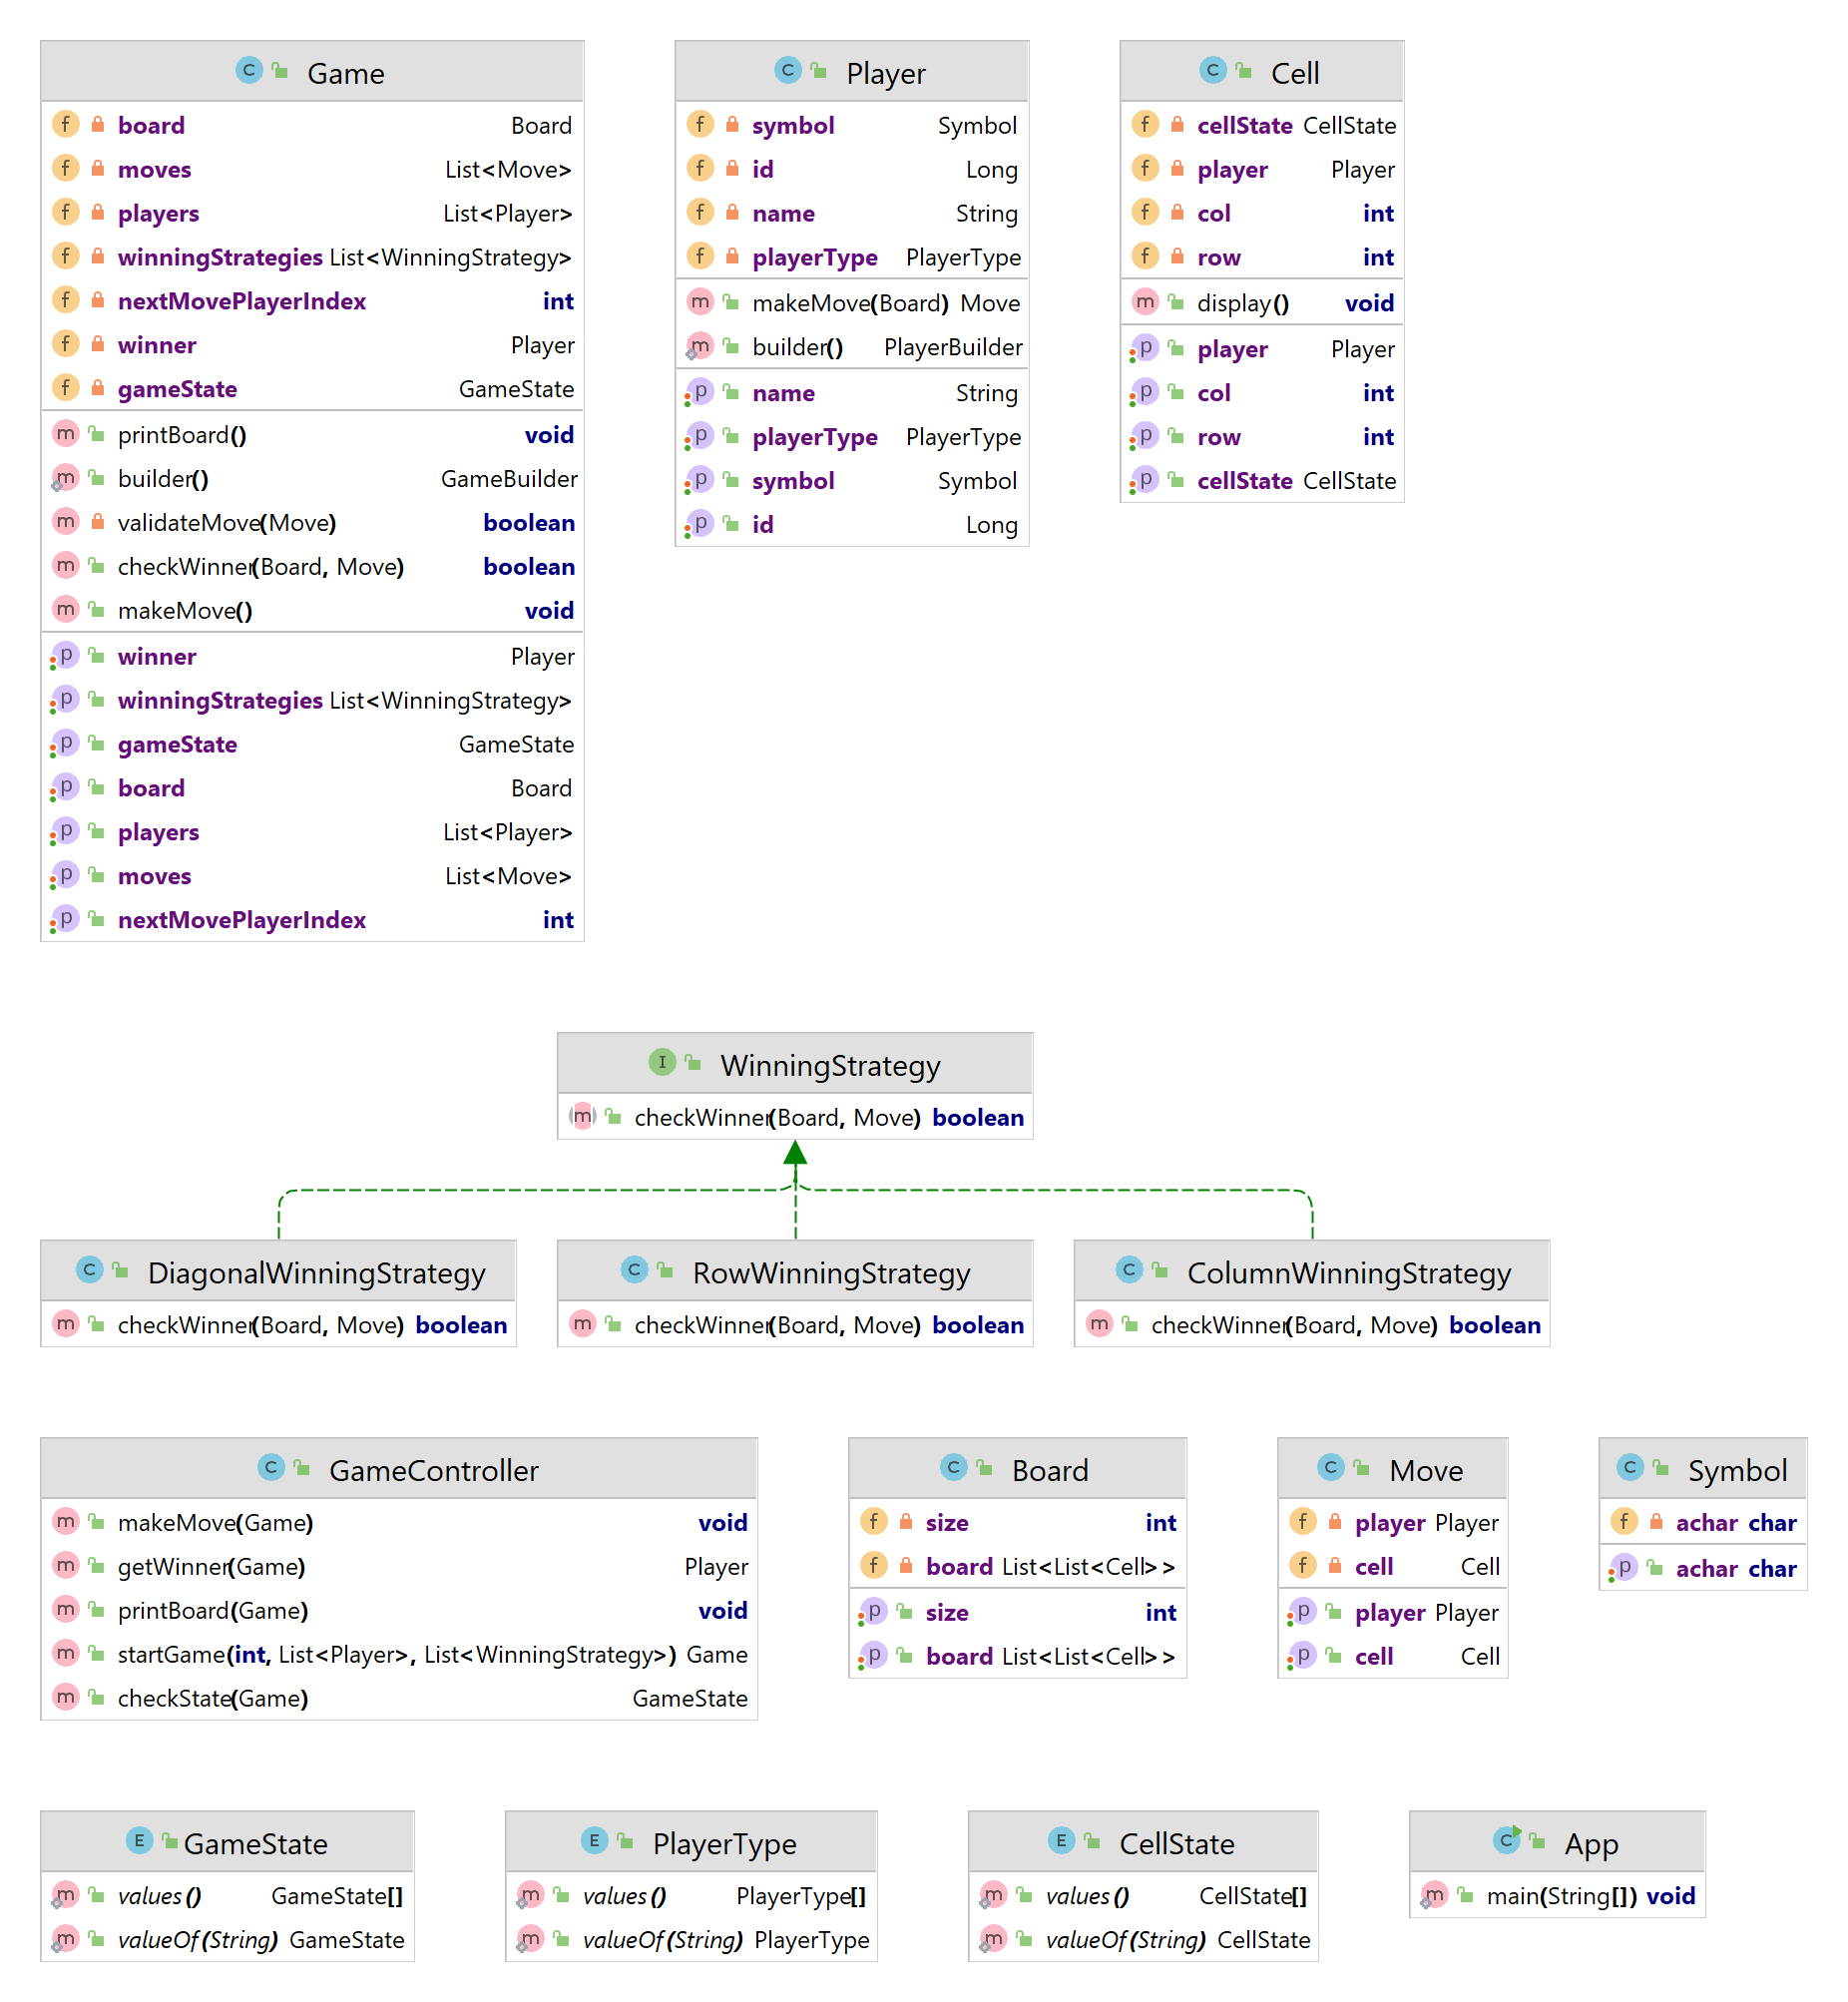 Game
board Board
moves List<Move>
players List<Player>
winningStrategies List<WinningStrategy>
nextMovePlayerIndex int
winner Player
gameState GameState
printBoard() void
builder() GameBuilder
validateMove(Move) boolean
checkWinner(Board, Move) boolean
makeMove() void
winner Player
winningStrategies List<WinningStrategy>
gameState GameState
board Board
players List<Player>
moves List<Move>
nextMovePlayerIndex int
Player
symbol Symbol
id Long
name String
playerType PlayerType
makeMove(Board) Move
builder() PlayerBuilder
name String
playerType PlayerType
symbol Symbol
id Long
Cell
cellState CellState
player Player
col int
row int
display() void
player Player
col int
row int
cellState CellState
WinningStrategy
checkWinner(Board, Move) boolean
DiagonalWinningStrategy
checkWinner(Board, Move) boolean
RowWinningStrategy
checkWinner(Board, Move) boolean
ColumnWinningStrategy
checkWinner(Board, Move) boolean
GameController
makeMove(Game) void
getWinner(Game) Player
printBoard(Game) void
startGame(int, List<Player>, List<WinningStrategy>) Game
checkState(Game) GameState
Board
size int
board List<List<Cell>>
size int
board List<List<Cell>>
Move
player Player
cell Cell
player Player
cell Cell
Symbol
achar char
achar char
GameState
values() GameState[]
valueOf(String) GameState
PlayerType
values() PlayerType[]
valueOf(String) PlayerType
CellState
values() CellState[]
valueOf(String) CellState
App
main(String[]) void